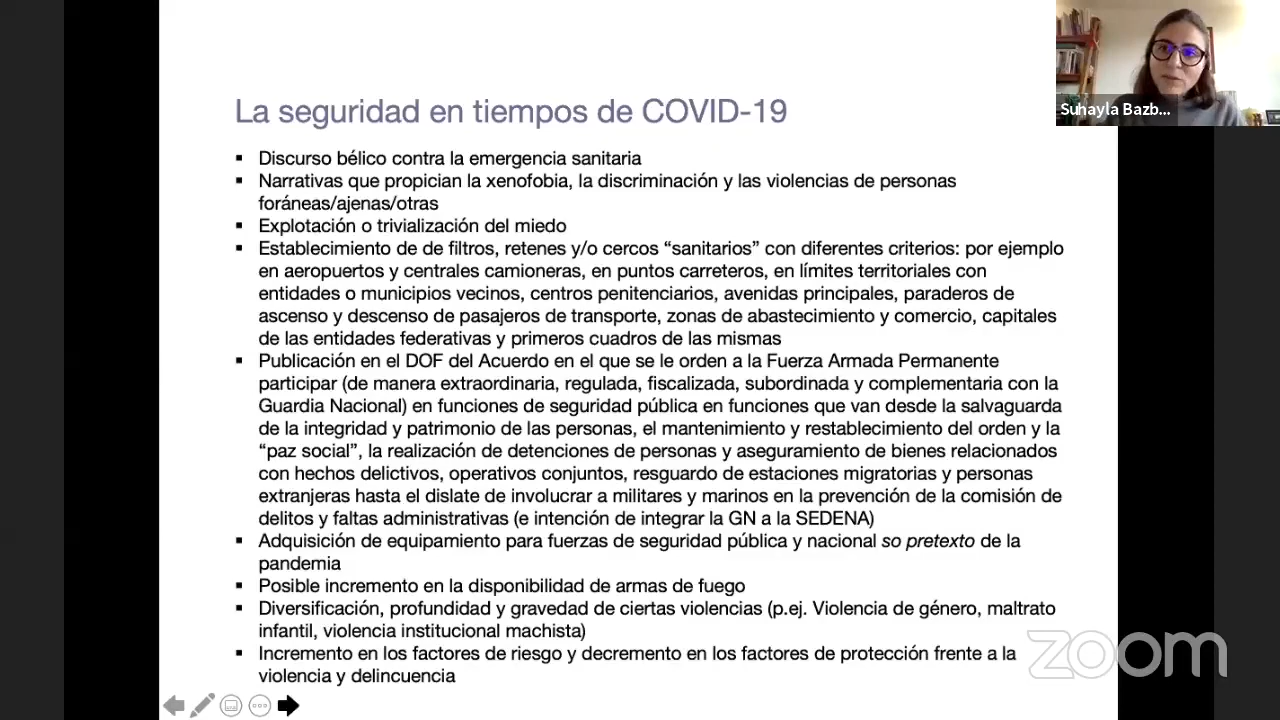 La seguridad en tiempos de COVID-19
Suhayla Bazb...
▪ Discurso bélico contra la emergencia sanitaria
▪ Narrativas que propician la xenofobia, la discriminación y las violencias de personas
foráneas/ajenas/otras
▪ Explotación o trivialización del miedo
▪ Establecimiento de de filtros, retenes y/o cercos “sanitarios” con diferentes criterios: por ejemplo
en aeropuertos y centrales camioneras, en puntos carreteros, en límites territoriales con
entidades o municipios vecinos, centros penitenciarios, avenidas principales, paraderos de
ascenso y descenso de pasajeros de transporte, zonas de abastecimiento y comercio, capitales
de las entidades federativas y primeros cuadros de las mismas
▪ Publicación en el DOF del Acuerdo en el que se le orden a la Fuerza Armada Permanente
participar (de manera extraordinaria, regulada, fiscalizada, subordinada y complementaria con la
Guardia Nacional) en funciones de seguridad pública en funciones que van desde la salvaguarda
de la integridad y patrimonio de las personas, el mantenimiento y restablecimiento del orden y la
“paz social”, la realización de detenciones de personas y aseguramiento de bienes relacionados
con hechos delictivos, operativos conjuntos, resguardo de estaciones migratorias y personas
extranjeras hasta el dislate de involucrar a militares y marinos en la prevención de la comisión de
delitos y faltas administrativas (e intención de integrar la GN a la SEDENA)
▪ Adquisición de equipamiento para fuerzas de seguridad pública y nacional so pretexto de la
pandemia
▪ Posible incremento en la disponibilidad de armas de fuego
▪ Diversificación, profundidad y gravedad de ciertas violencias (p.ej. Violencia de género, maltrato
infantil, violencia institucional machista)
▪ Incremento en los factores de riesgo y decremento en los factores de protección frente a la
violencia y delincuencia
zoom